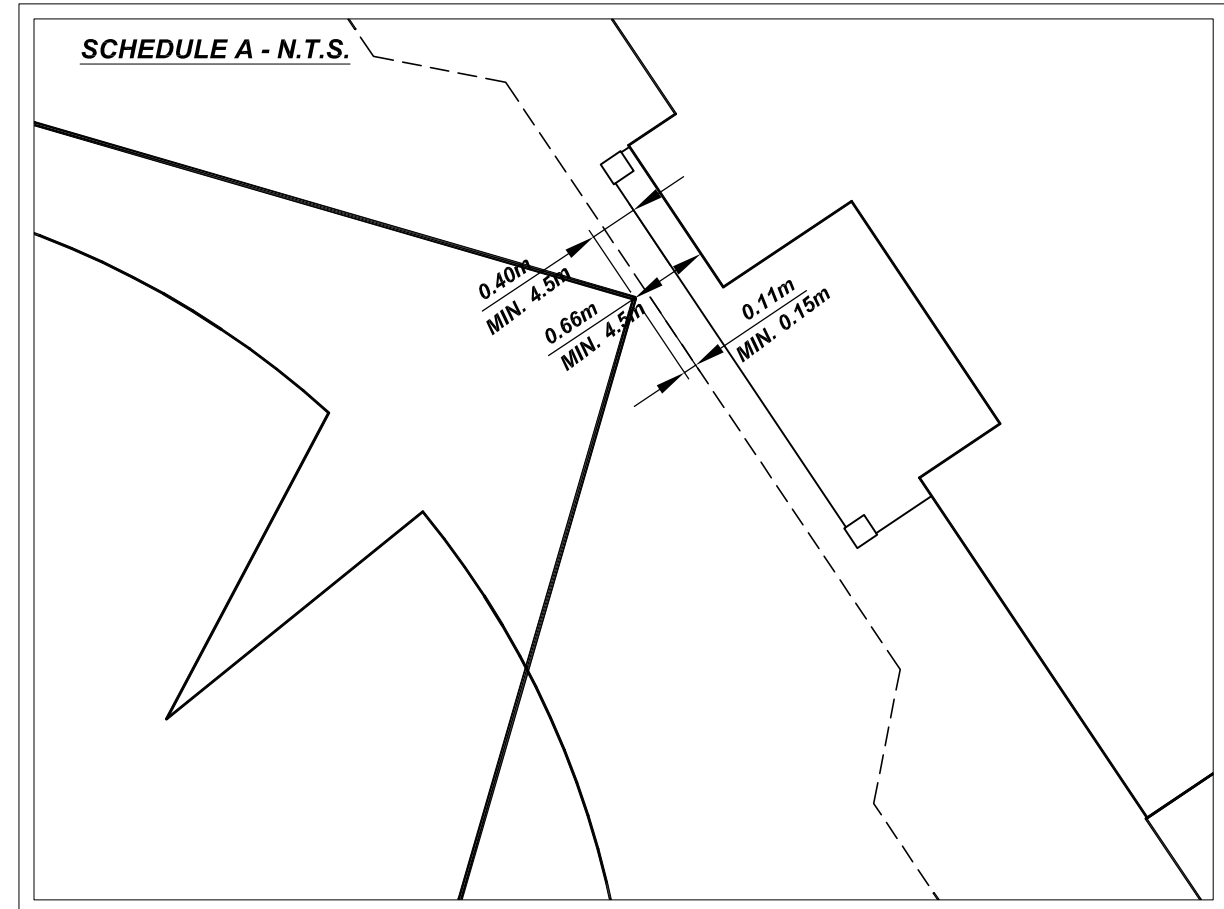 SCHEDULE A - N.T.S.
0.40m
MIN. 4.5m
0.66m
MIN. 4.5m
0.11m
MIN. 0.15m